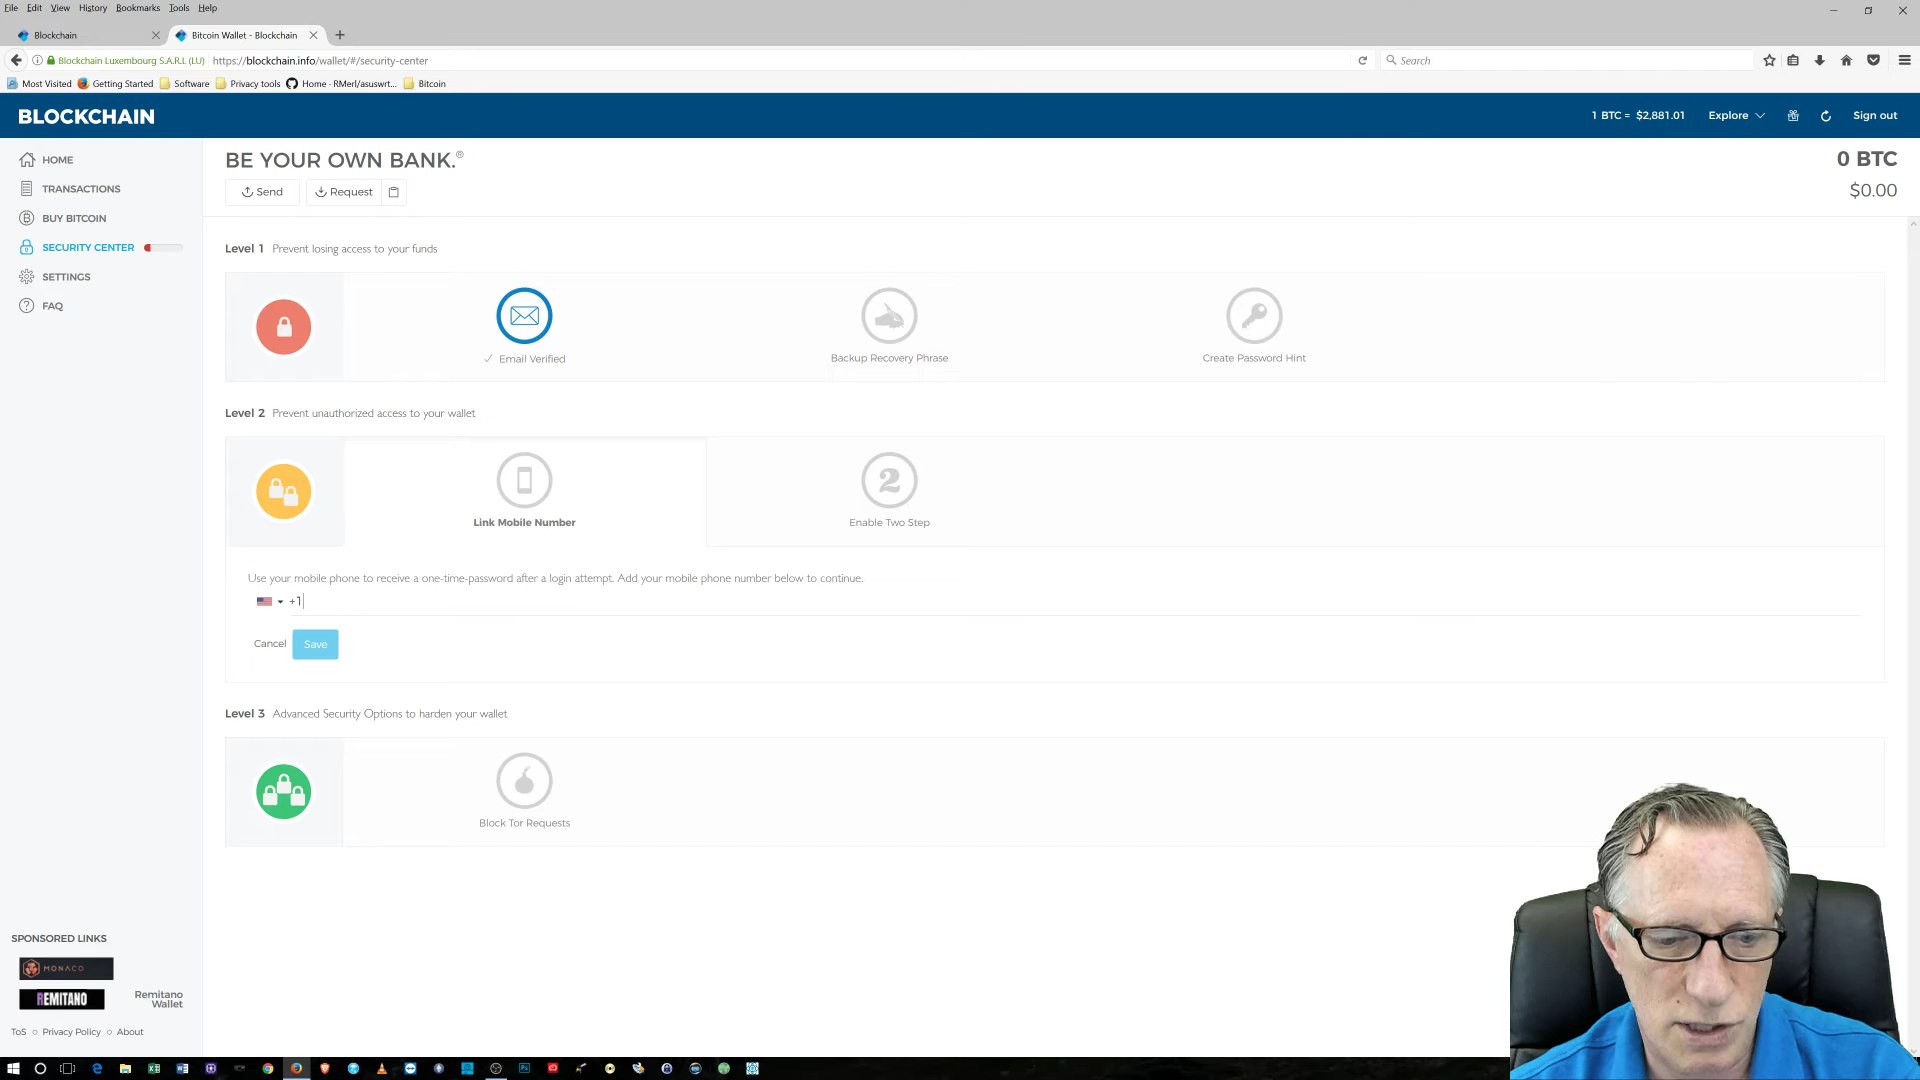 File Edit View History Bookmarks Tools Help
Blockchain
Bitcoin Wallet - Blockchain
Blockchain Luxembourg S.A.R.L (LU) https://blockchain.info/wallet/#/security-center
Search
Most Visited Getting Started Software Privacy tools Home - RMerl/asuswrt... Bitcoin
BLOCKCHAIN
1 BTC = $2,881.01 Explore Sign out
HOME
TRANSACTIONS
BUY BITCOIN
SECURITY CENTER
SETTINGS
FAQ
BE YOUR OWN BANK.®
0 BTC
$0.00
Send Request
Level 1 Prevent losing access to your funds
Email Verified
Backup Recovery Phrase
Create Password Hint
Level 2 Prevent unauthorized access to your wallet
2
Link Mobile Number
Enable Two Step
Use your mobile phone to receive a one-time-password after a login attempt. Add your mobile phone number below to continue.
+1
Cancel Save
Level 3 Advanced Security Options to harden your wallet
Block Tor Requests
SPONSORED LINKS
MONACO
REMITANO
Remitano
Wallet
ToS Privacy Policy About